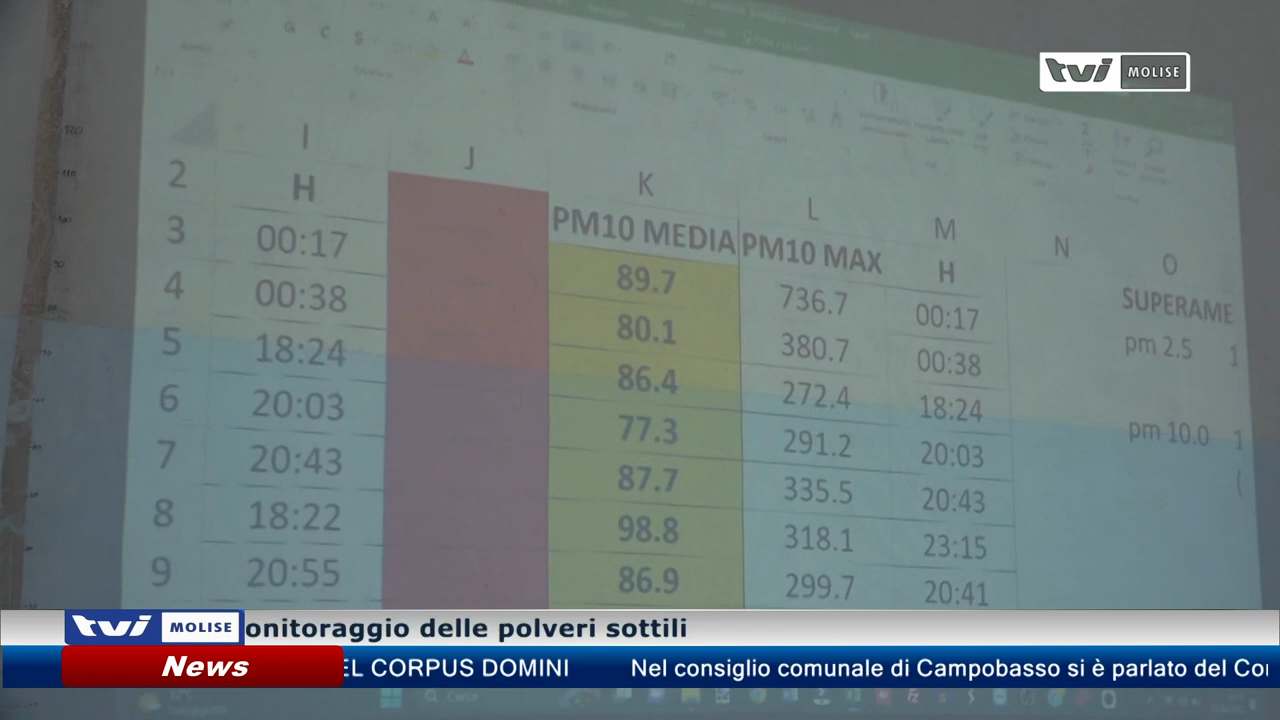 tvi MOLISE
G C S
I J K L M N O
2 H PM10 MEDIA PM10 MAX H SUPERAME
3 00:17 89.7 736.7 00:17 pm 2.5 1
4 00:38 80.1 380.7 00:38
5 18:24 86.4 272.4 18:24 pm 10.0 1
6 20:03 77.3 291.2 20:03
7 20:43 87.7 335.5 20:43
8 18:22 98.8 318.1 23:15
9 20:55 86.9 299.7 20:41
tvi MOLISE onitoraggio delle polveri sottili
News EL CORPUS DOMINI Nel consiglio comunale di Campobasso si è parlato del Cor
Cerca